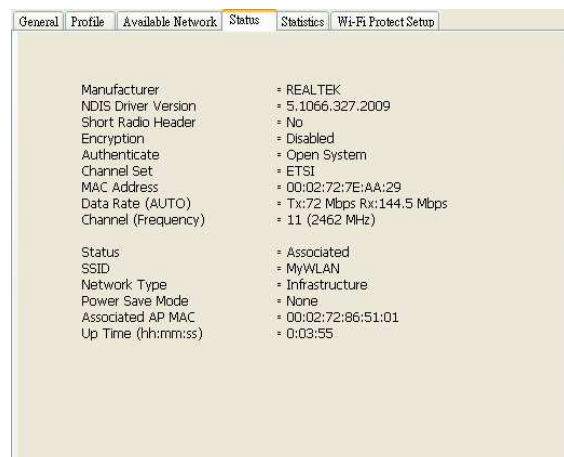 General Profile Available Network Status Statistics Wi-Fi Protect Setup
Manufacturer = REALTEK
NDIS Driver Version = 5.1066.327.2009
Short Radio Header = No
Encryption = Disabled
Authenticate = Open System
Channel Set = ETSI
MAC Address = 00:02:72:7E:AA:29
Data Rate (AUTO) = Tx:72 Mbps Rx:144.5 Mbps
Channel (Frequency) = 11 (2462 MHz)
Status = Associated
SSID = MyWLAN
Network Type = Infrastructure
Power Save Mode = None
Associated AP MAC = 00:02:72:86:51:01
Up Time (hh:mm:ss) = 0:03:55